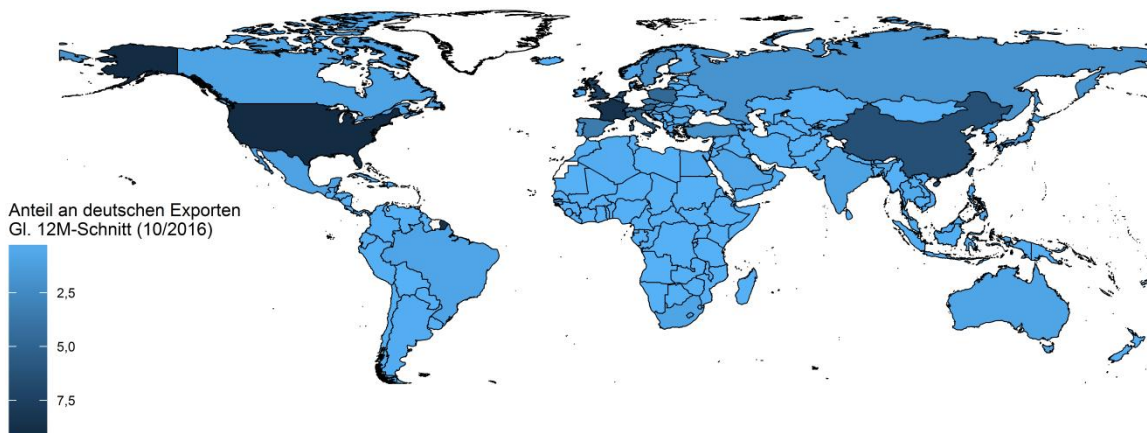 Anteil an deutschen Exporten
Gl. 12M-Schnitt (10/2016)
2,5
5,0
7,5